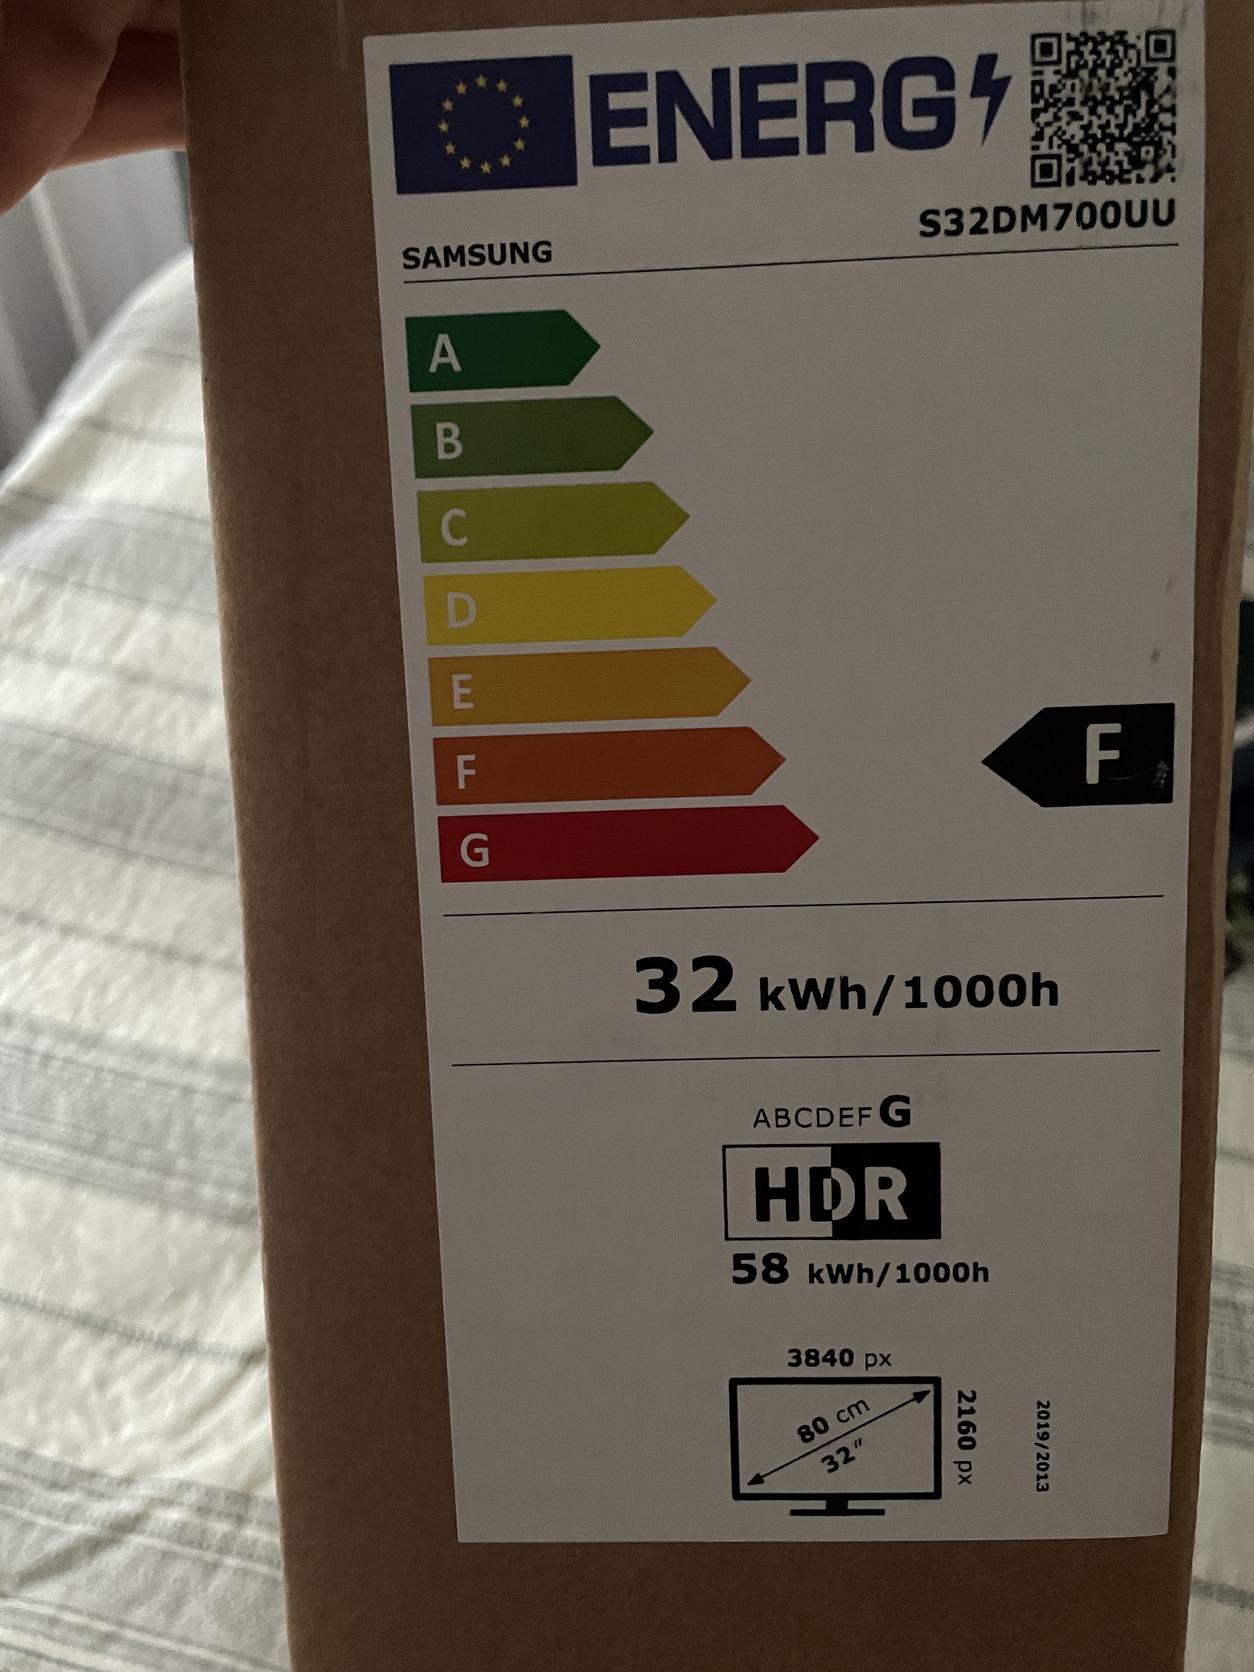 ENERG
S32DM700UU
SAMSUNG
A
B
C
D
E
F
F
G
32 kWh/1000h
ABCDEFG
HDR
58 kWh/1000h
3840 px
80 cm
32"
2160 px
2019/2013